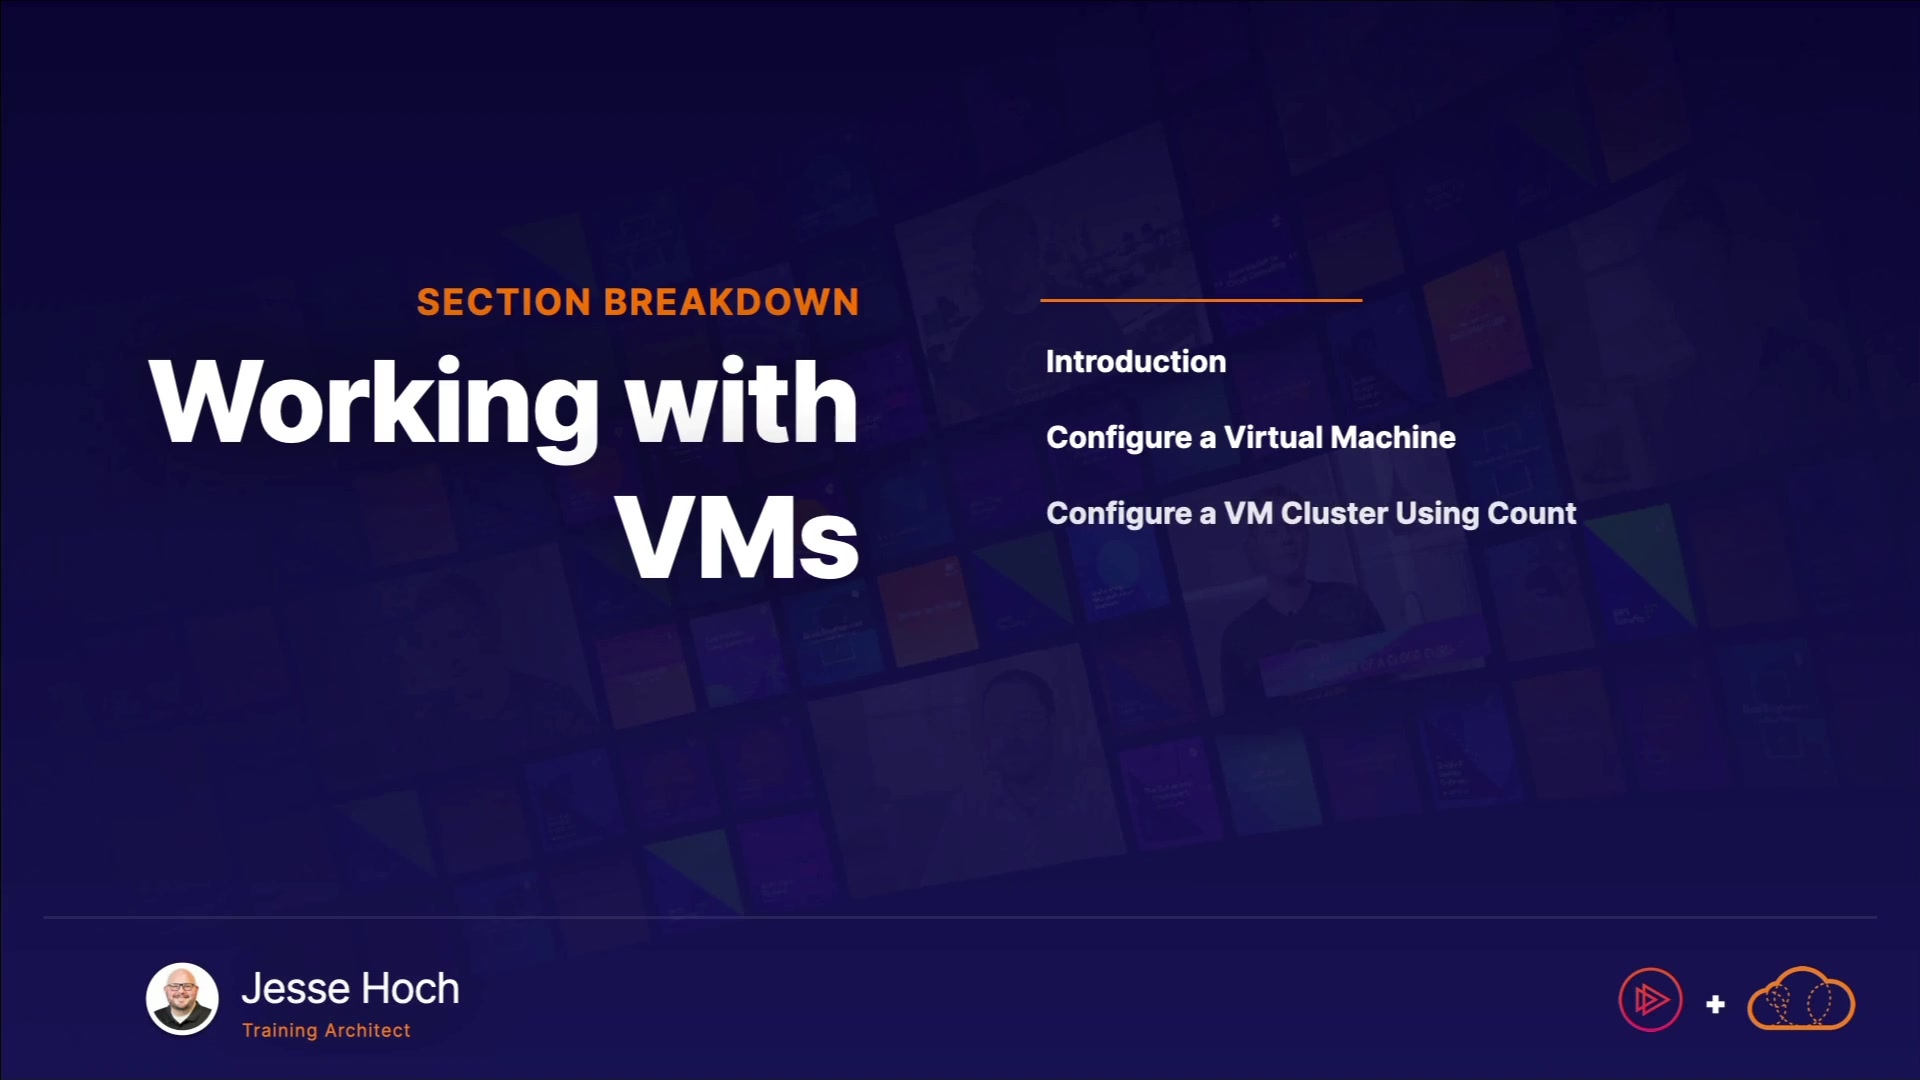 SECTION BREAKDOWN
Working with
VMs
Introduction
Configure a Virtual Machine
Configure a VM Cluster Using Count
Jesse Hoch
Training Architect
+